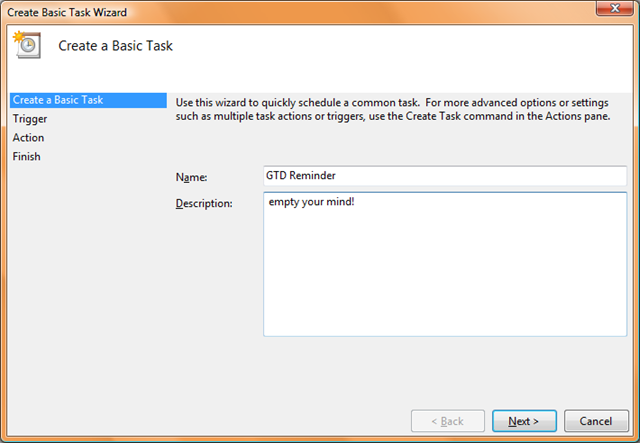 Create Basic Task Wizard
Create a Basic Task
Create a Basic Task
Trigger
Action
Finish
Use this wizard to quickly schedule a common task.  For more advanced options or settings
such as multiple task actions or triggers, use the Create Task command in the Actions pane.
Name: GTD Reminder
Description: empty your mind!
< Back Next > Cancel